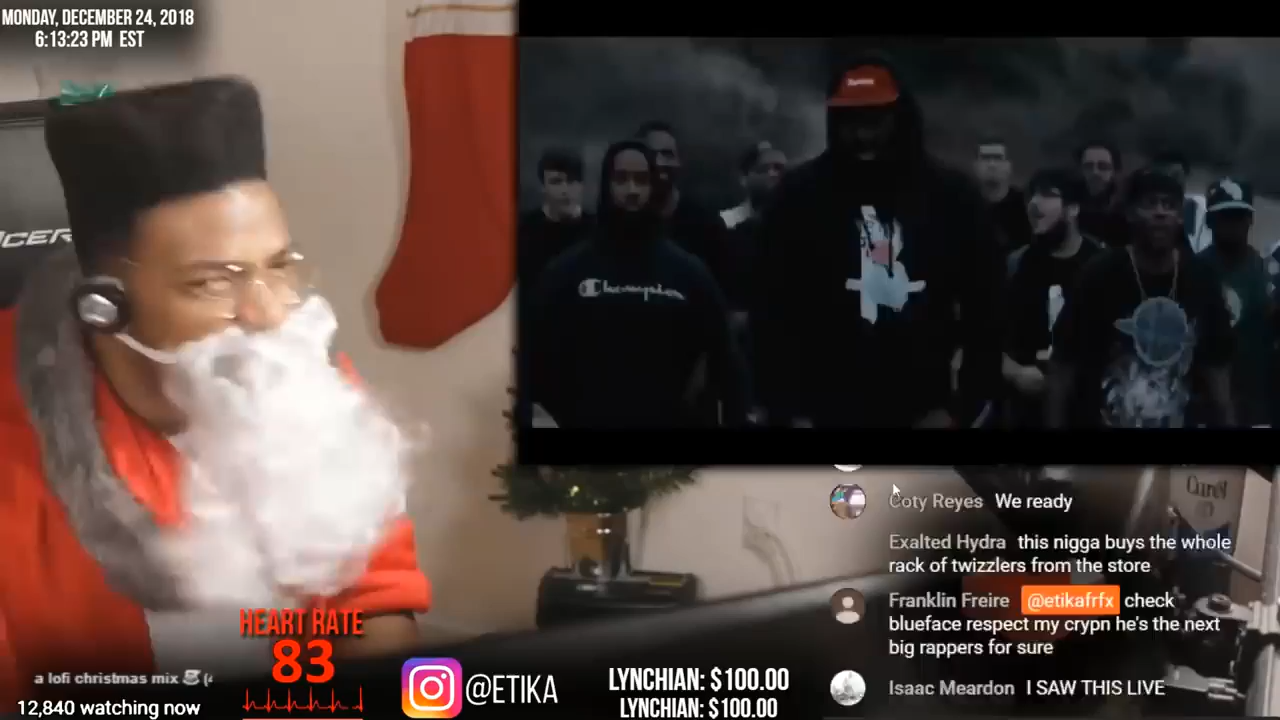 MONDAY, DECEMBER 24, 2018
6:13:23 PM EST
CER
Champion
Coty Reyes We ready
Exalted Hydra this nigga buys the whole
rack of twizzlers from the store
Franklin Freire @etikafrfx check
blueface respect my crypn he's the next
big rappers for sure
Isaac Meardon I SAW THIS LIVE
HEART RATE
83
a lofi christmas mix
12,840 watching now
@ETIKA
LYNCHIAN: $100.00
LYNCHIAN: $100.00